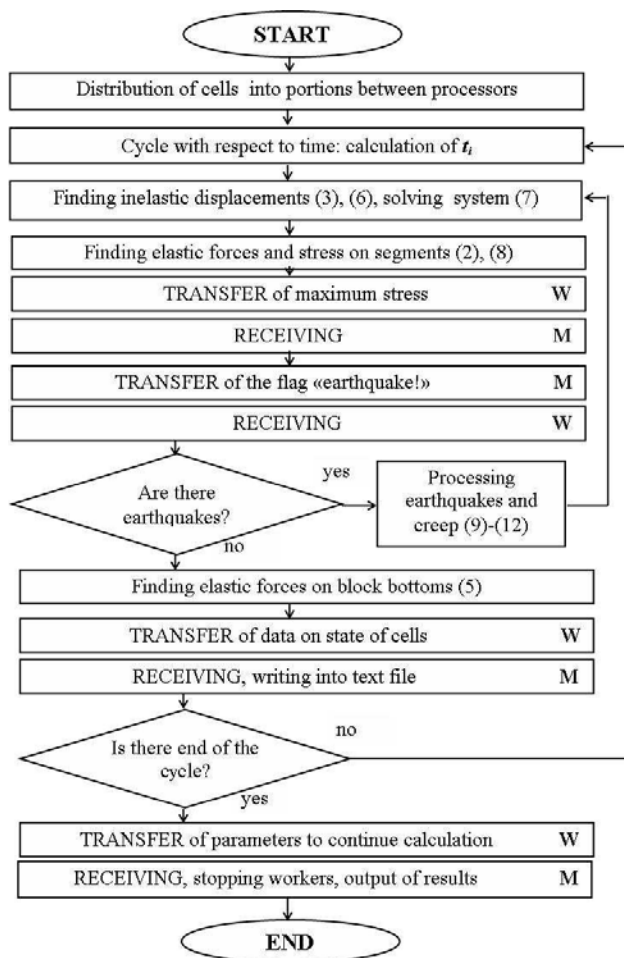 START
Distribution of cells into portions between processors
Cycle with respect to time: calculation of tᵢ
Finding inelastic displacements (3), (6), solving system (7)
Finding elastic forces and stress on segments (2), (8)
TRANSFER of maximum stress W
RECEIVING M
TRANSFER of the flag «earthquake!» M
RECEIVING W
Are there
earthquakes?
yes
Processing
earthquakes and
creep (9)-(12)
no
Finding elastic forces on block bottoms (5)
TRANSFER of data on state of cells W
RECEIVING, writing into text file M
Is there end of the
cycle?
no
yes
TRANSFER of parameters to continue calculation W
RECEIVING, stopping workers, output of results M
END